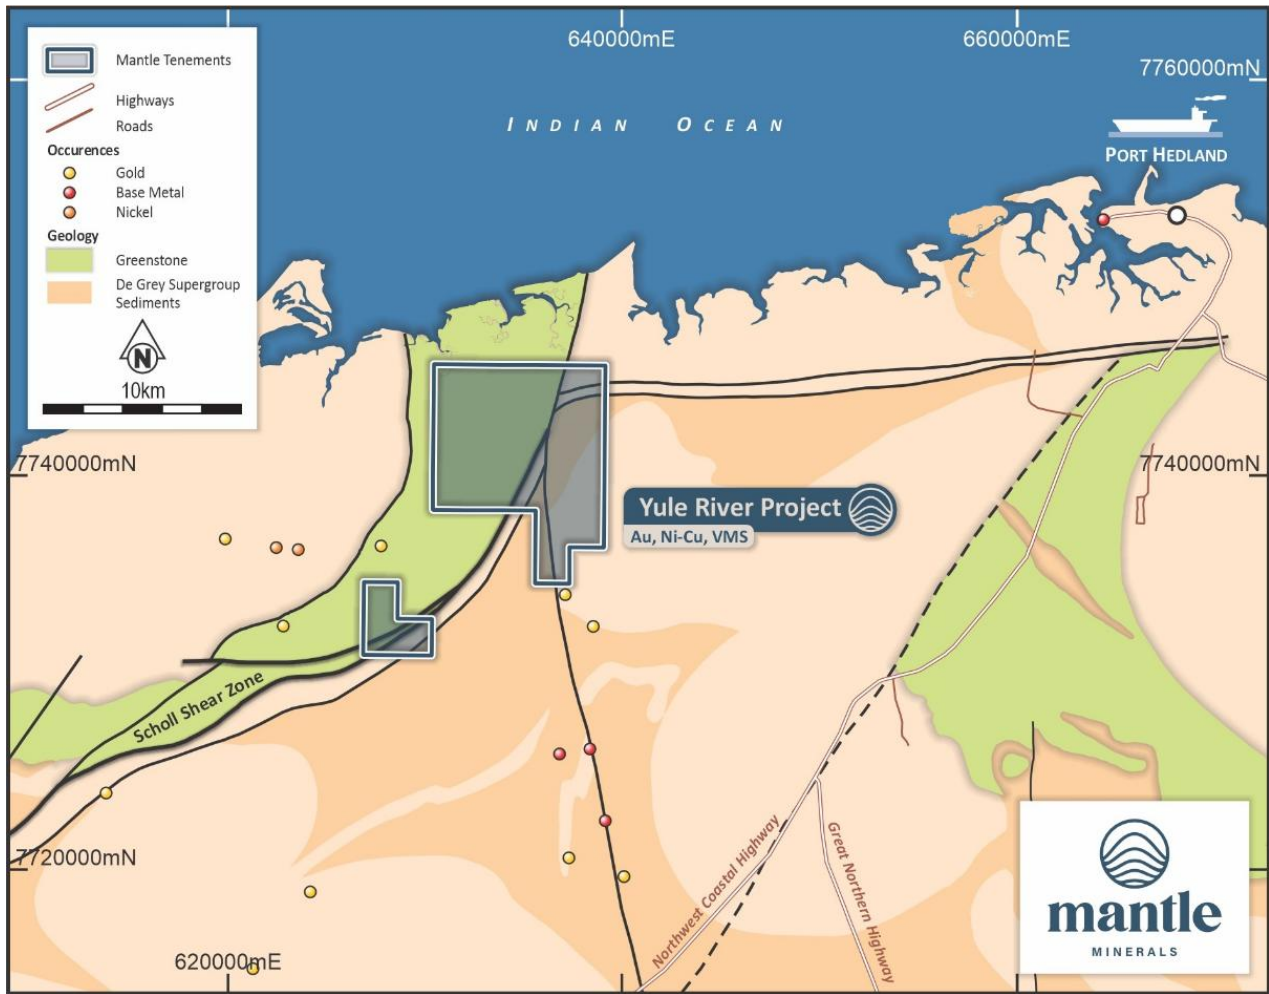 640000mE
660000mE
7760000mN
Mantle Tenements
Highways
Roads
Occurences
Gold
Base Metal
Nickel
Geology
Greenstone
De Grey Supergroup
Sediments
N
10km
INDIAN OCEAN
PORT HEDLAND
7740000mN
7740000mN
Yule River Project
Au, Ni-Cu, VMS
Scholl Shear Zone
7720000mN
Northwest Coastal Highway
Great Northern Highway
620000mE
mantle
MINERALS